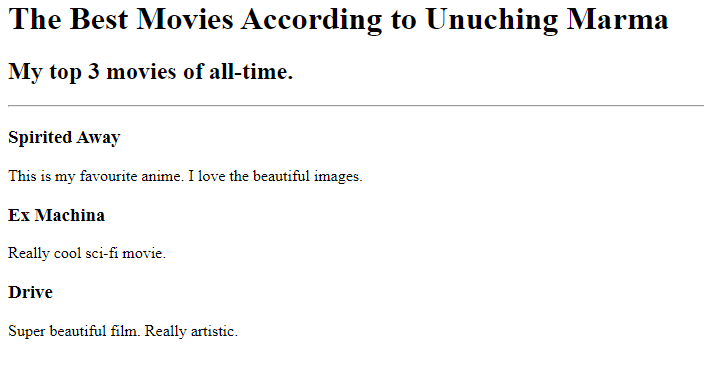 The Best Movies According to Unuching Marma
My top 3 movies of all-time.
Spirited Away
This is my favourite anime. I love the beautiful images.
Ex Machina
Really cool sci-fi movie.
Drive
Super beautiful film. Really artistic.